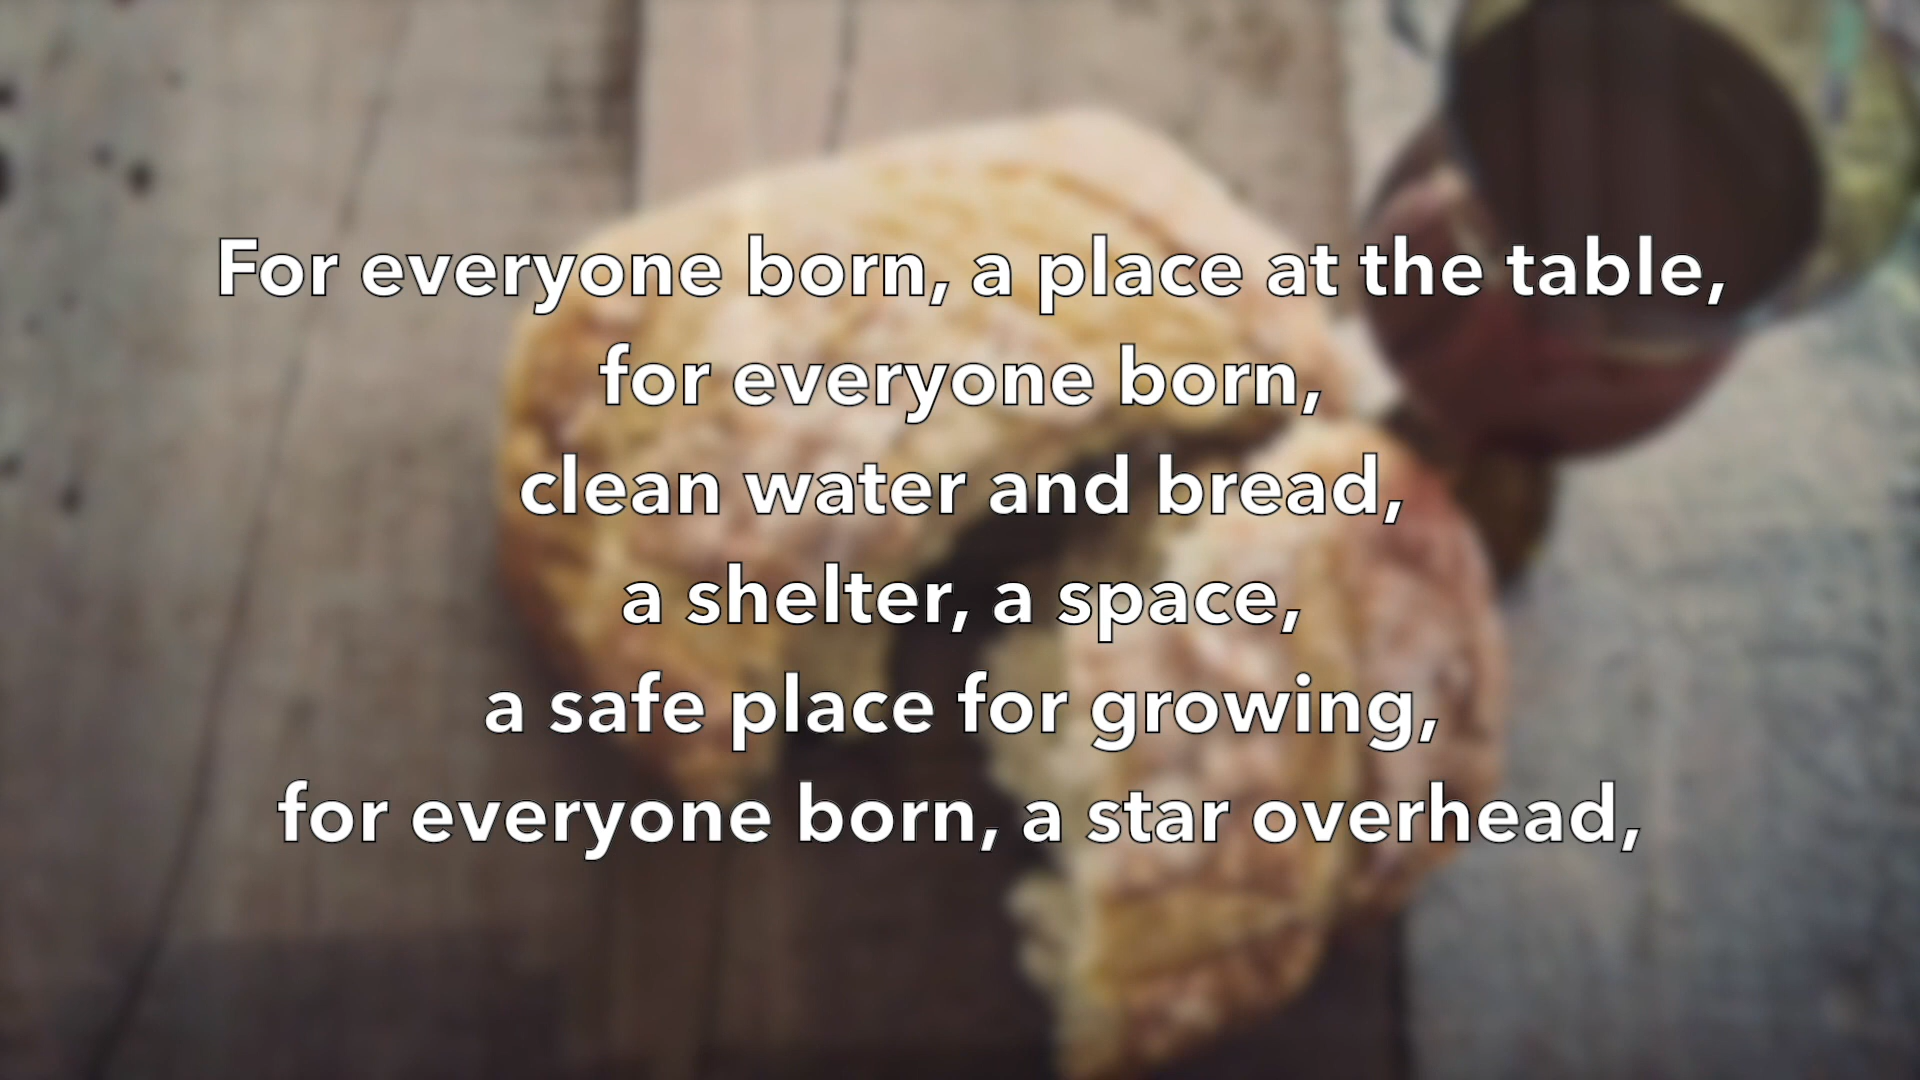 For everyone born, a place at the table,
for everyone born,
clean water and bread,
a shelter, a space,
a safe place for growing,
for everyone born, a star overhead,